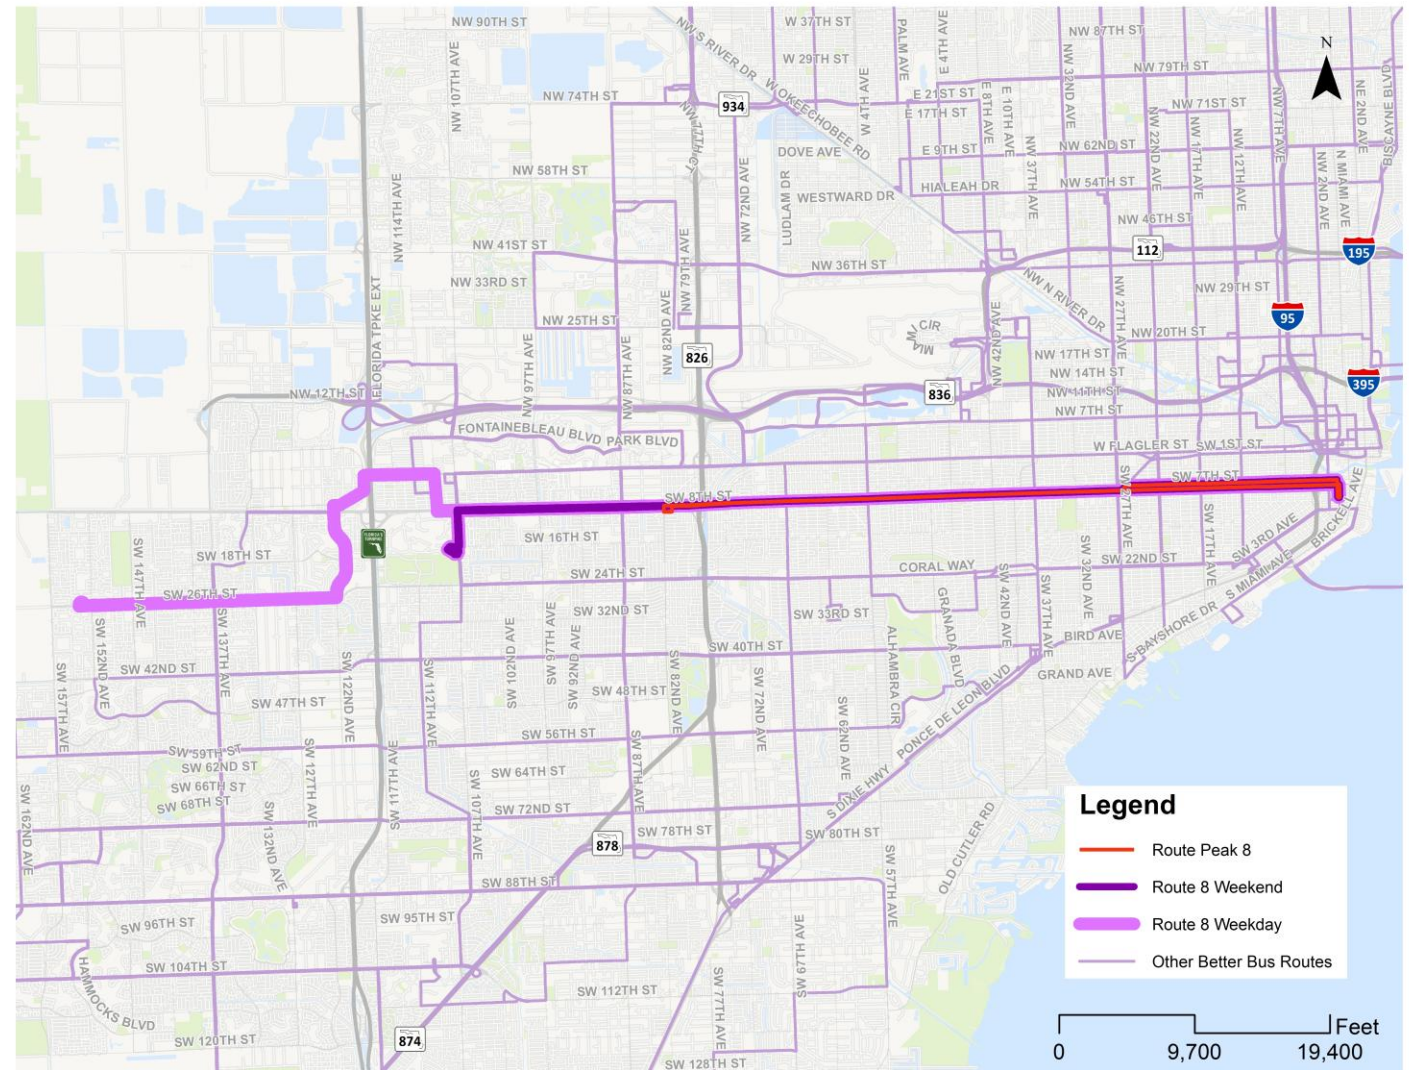 NW 90TH ST
W 37TH ST
NW 87TH ST
NW S RIVER DR
PALM AVE
E 4TH AVE
N
NW 107TH AVE
W 29TH ST
NW 79TH ST
NW 32ND AVE
NW 74TH ST
934
W OKEECHOBEE RD
W 4TH AVE
E 21ST ST
E 17TH ST
E 8TH AVE
E 10TH AVE
NW 71ST ST
NW 7TH AVE
NE 2ND AVE
BISCAYNE BLVD
NW 77TH CT
DOVE AVE
E 9TH ST
NW 62ND ST
NW 22ND AVE
NW 17TH AVE
NW 12TH AVE
NW 58TH ST
NW 72ND AVE
LUDLAM DR
WESTWARD DR
HIALEAH DR
NW 37TH AVE
NW 54TH ST
NW 2ND AVE
N MIAMI AVE
NW 114TH AVE
NW 46TH ST
NW 41ST ST
NW 79TH AVE
112
195
NW 36TH ST
NW 33RD ST
NW N RIVER DR
NW 29TH ST
FLORIDA TPKE EXT
NW 25TH ST
NW 82ND AVE
NW 42ND AVE
NW 27TH AVE
95
NW 20TH ST
MIA CIR
826
NW 17TH ST
NW 97TH AVE
NW 87TH AVE
NW 14TH ST
395
NW 12TH ST
836
NW 11TH ST
NW 7TH ST
FONTAINEBLEAU BLVD
PARK BLVD
W FLAGLER ST
SW 1ST ST
SW 8TH ST
SW 7TH ST
SW 27TH AVE
BRICKELL AVE
SW 16TH ST
SW 17TH AVE
SW 3RD AVE
SW 18TH ST
SW 147TH AVE
SW 24TH ST
CORAL WAY
SW 22ND ST
SW 32ND AVE
S MIAMI AVE
SW 26TH ST
SW 42ND AVE
SW 37TH AVE
SW 32ND ST
SW 33RD ST
GRANADA BLVD
S BAYSHORE DR
SW 152ND AVE
SW 137TH AVE
SW 102ND AVE
SW 97TH AVE
SW 92ND AVE
SW 40TH ST
ALHAMBRA CIR
BIRD AVE
SW 157TH AVE
SW 42ND ST
SW 122ND AVE
SW 112TH AVE
SW 82ND AVE
SW 72ND AVE
GRAND AVE
SW 48TH ST
SW 47TH ST
SW 62ND AVE
PONCE DE LEON BLVD
SW 56TH ST
SW 59TH ST
SW 62ND ST
SW 64TH ST
SW 87TH AVE
S DIXIE HWY
SW 66TH ST
SW 68TH ST
SW 127TH AVE
SW 117TH AVE
SW 107TH AVE
SW 72ND ST
SW 162ND AVE
SW 132ND AVE
SW 78TH ST
SW 80TH ST
878
SW 57TH AVE
OLD CUTLER RD
SW 88TH ST
SW 96TH ST
SW 95TH ST
SW 67TH AVE
SW 104TH ST
HAMMOCKS BLVD
SW 77TH AVE
SW 112TH ST
SW 120TH ST
874
SW 128TH ST
Legend
Route Peak 8
Route 8 Weekend
Route 8 Weekday
Other Better Bus Routes
Feet
0 9,700 19,400